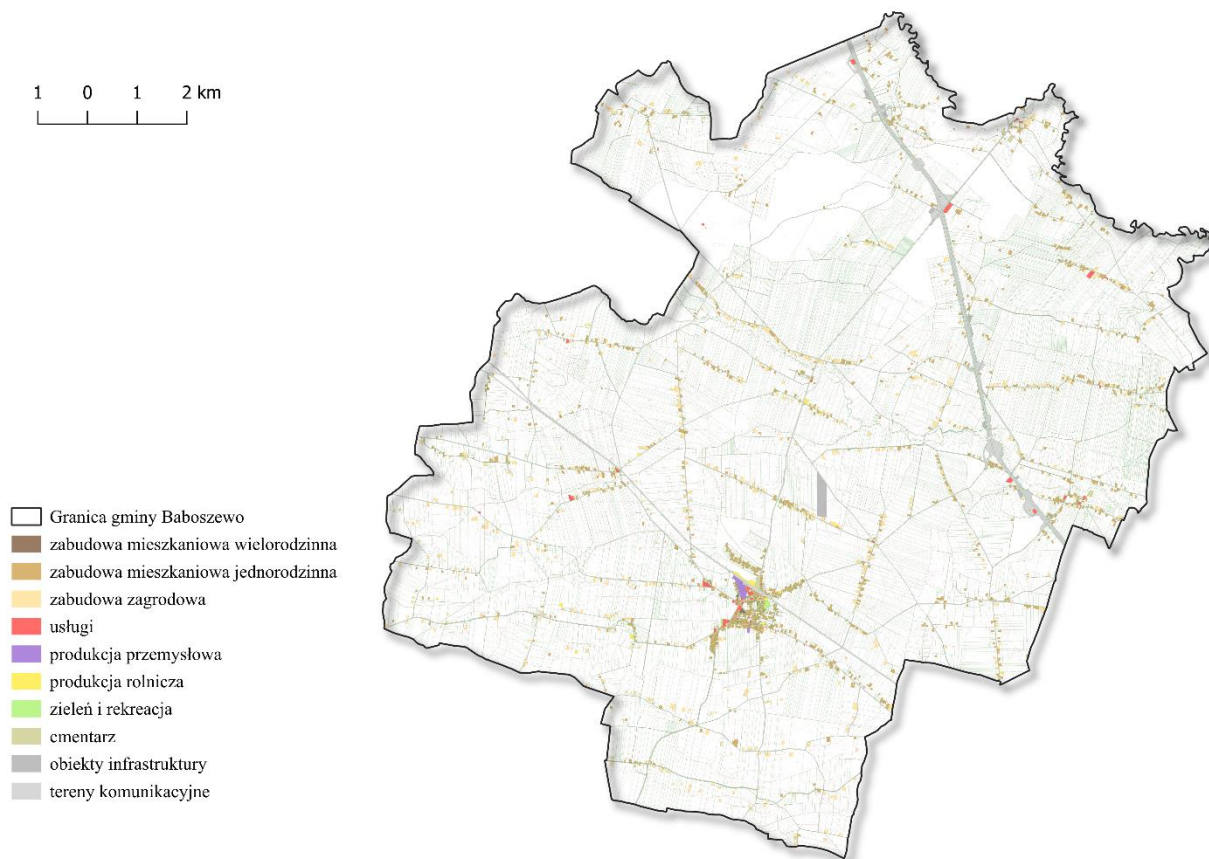 1 0 1 2 km
Granica gminy Baboszewo
zabudowa mieszkaniowa wielorodzinna
zabudowa mieszkaniowa jednorodzinna
zabudowa zagrodowa
usługi
produkcja przemysłowa
produkcja rolnicza
zieleń i rekreacja
cmentarz
obiekty infrastruktury
tereny komunikacyjne